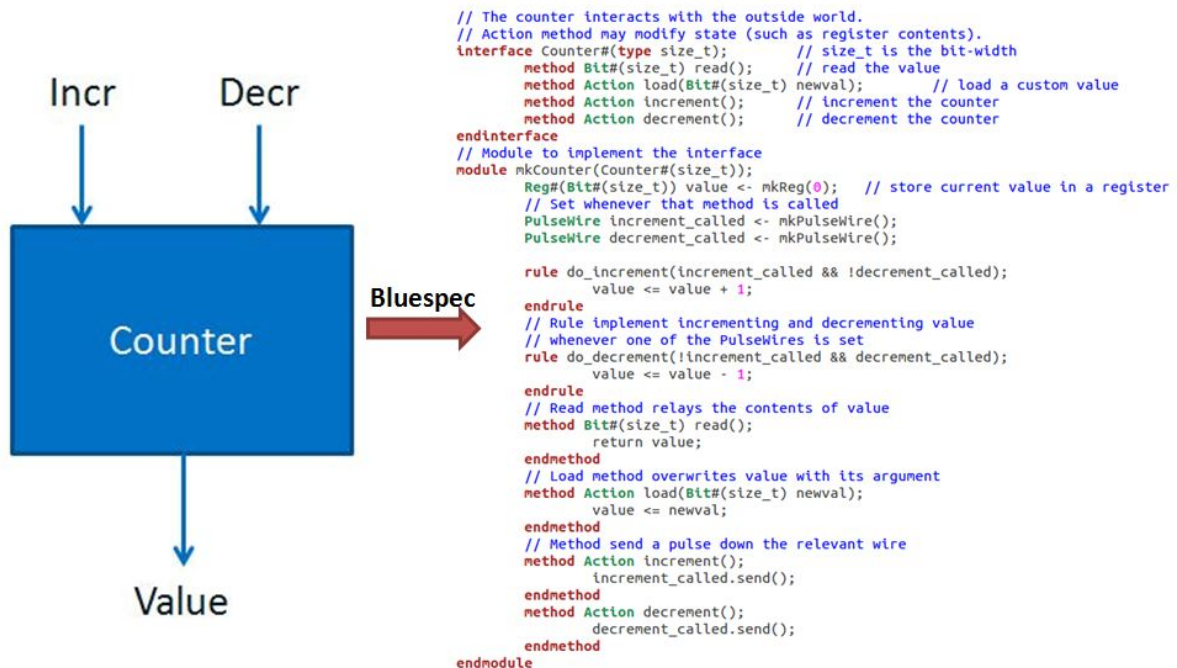 Incr
Decr
Counter
Value
Bluespec
// The counter interacts with the outside world.
// Action method may modify state (such as register contents).
interface Counter#(type size_t); // size_t is the bit-width
method Bit#(size_t) read(); // read the value
method Action load(Bit#(size_t) newval); // load a custom value
method Action increment(); // increment the counter
method Action decrement(); // decrement the counter
endinterface
// Module to implement the interface
module mkCounter(Counter#(size_t));
Reg#(Bit#(size_t)) value <- mkReg(0); // store current value in a register
// Set whenever that method is called
PulseWire increment_called <- mkPulseWire();
PulseWire decrement_called <- mkPulseWire();
rule do_increment(increment_called && !decrement_called);
value <= value + 1;
endrule
// Rule implement incrementing and decrementing value
// whenever one of the PulseWires is set
rule do_decrement(!increment_called && decrement_called);
value <= value - 1;
endrule
// Read method relays the contents of value
method Bit#(size_t) read();
return value;
endmethod
// Load method overwrites value with its argument
method Action load(Bit#(size_t) newval);
value <= newval;
endmethod
// Method send a pulse down the relevant wire
method Action increment();
increment_called.send();
endmethod
method Action decrement();
decrement_called.send();
endmethod
endmodule